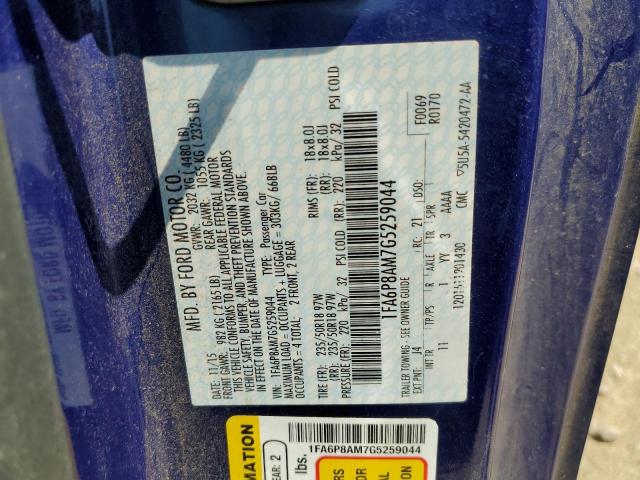 MFD. BY FORD MOTOR CO.
DATE: 11/15 GVWR: 2032 KG ( 4480 LB)
FRONT GAWR: 982 KG ( 2165 LB) REAR GAWR: 1055 KG ( 2325 LB)
THIS VEHICLE CONFORMS TO ALL APPLICABLE FEDERAL MOTOR
VEHICLE SAFETY, BUMPER, AND THEFT PREVENTION STANDARDS
IN EFFECT ON THE DATE OF MANUFACTURE SHOWN ABOVE.
VIN: 1FA6P8AM7G5259044 TYPE: Passenger Car
MAXIMUM LOAD = OCCUPANTS + LUGGAGE = 303KG/ 668LB
OCCUPANTS = 4 TOTAL: 2 FRONT, 2 REAR
TIRE (FR): 235/50R18 97W RIMS (FR): 18x8.0J
(RR): 235/50R18 97W (RR): 18x8.0J
PRESSURE (FR): 220 kPa/ 32 PSI COLD (RR): 220 kPa/ 32 PSI COLD
1FA6P8AM7G5259044
F0069
R0170
TRAILER TOWING - SEE OWNER GUIDE
EXT PNT: J4 RC: 21 DSO:
INT TR TP/PS R AXLE TR SPR
11 1 YY 3 AAAA
CMC
▽5U5A-5420472-AA
1FA6P8AM7G5259044
MATION
EAR: 2
lbs.